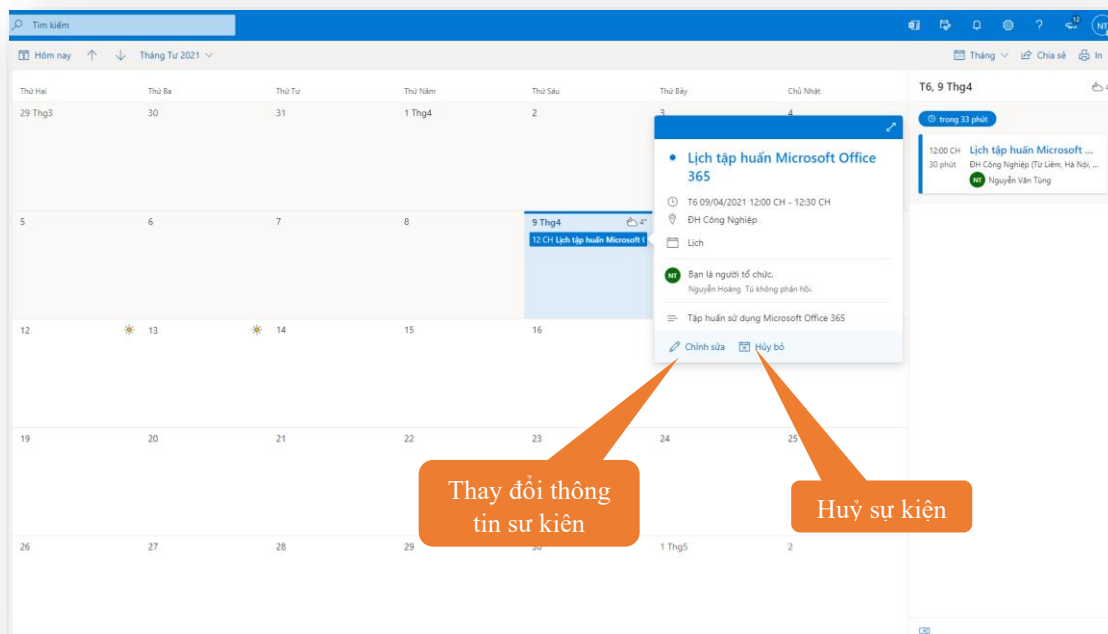 Tìm kiếm
12
NT
Hôm nay
Tháng Tư 2021
Tháng
Chia sẻ
In
Thứ Hai
Thứ Ba
Thứ Tư
Thứ Năm
Thứ Sáu
Thứ Bảy
Chủ Nhật
T6, 9 Thg4
29 Thg3
30
31
1 Thg4
2
3
4
trong 33 phút
12:00 CH Lịch tập huấn Microsoft ...
30 phút ĐH Công Nghiệp (Từ Liêm, Hà Nội, ...
NT Nguyễn Văn Tùng
Lịch tập huấn Microsoft Office
365
T6 09/04/2021 12:00 CH - 12:30 CH
ĐH Công Nghiệp
Lịch
NT Bạn là người tổ chức.
Nguyễn Hoàng Tú không phản hồi.
Tập huấn sử dụng Microsoft Office 365
Chỉnh sửa
Hủy bỏ
5
6
7
8
9 Thg4
4°
12 CH Lịch tập huấn Microsoft
12
13
14
15
16
19
20
21
22
23
24
25
Thay đổi thông
tin sư kiên
Huỷ sự kiện
26
27
28
29
30
1 Thg5
2